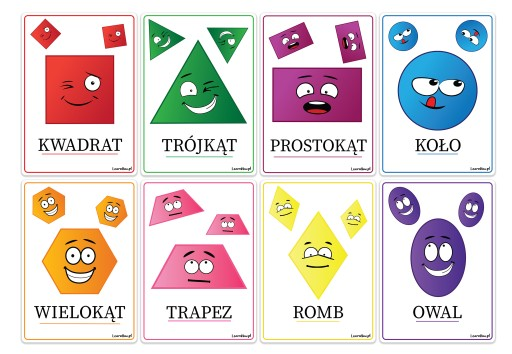 KWADRAT
TRÓJKĄT
PROSTOKĄT
KOŁO
WIELOKĄT
TRAPEZ
ROMB
OWAL